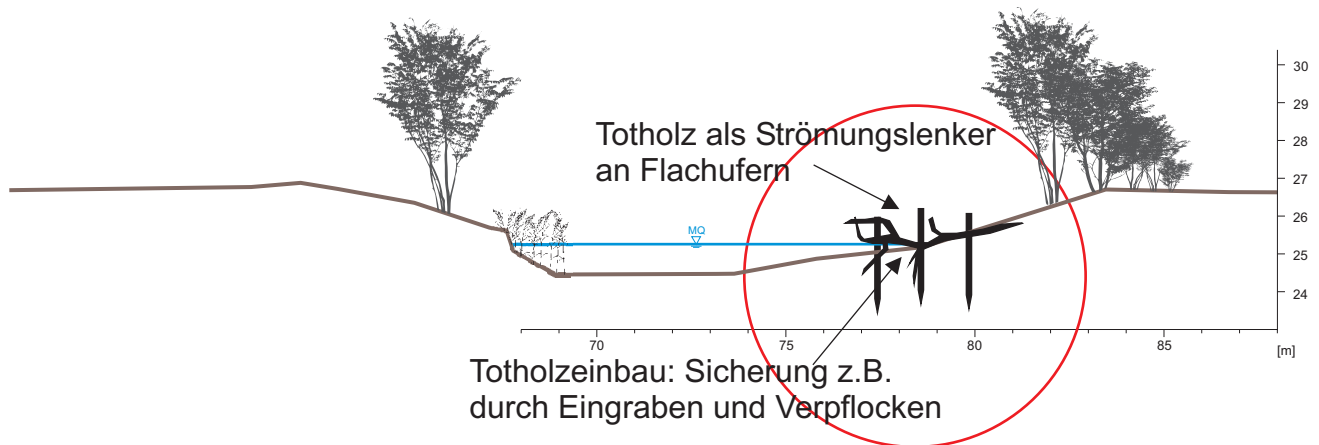 Totholz als Strömungslenker
an Flachufern
MQ
30
29
28
27
26
25
24
70
75
80
85
[m]
Totholzeinbau: Sicherung z.B.
durch Eingraben und Verpflocken